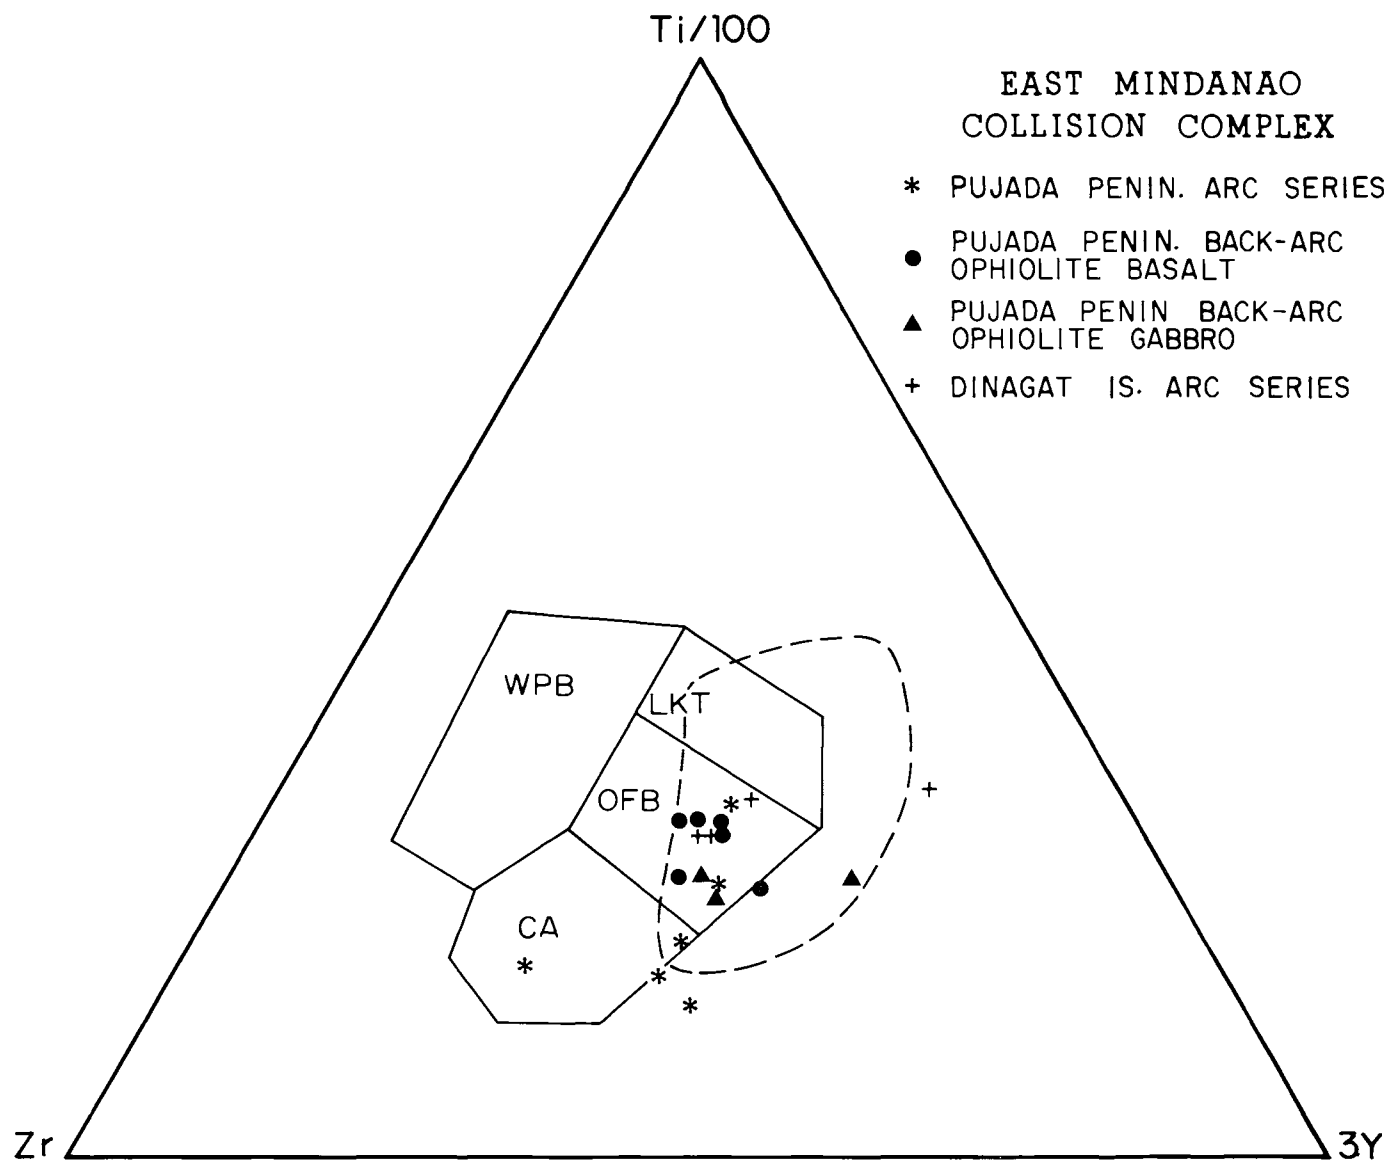 Ti/100
EAST MINDANAO
COLLISION COMPLEX
* PUJADA PENIN. ARC SERIES
● PUJADA PENIN. BACK-ARC
OPHIOLITE BASALT
▲ PUJADA PENIN BACK-ARC
OPHIOLITE GABBRO
+ DINAGAT IS. ARC SERIES
WPB
LKT
OFB
CA
Zr
3Y